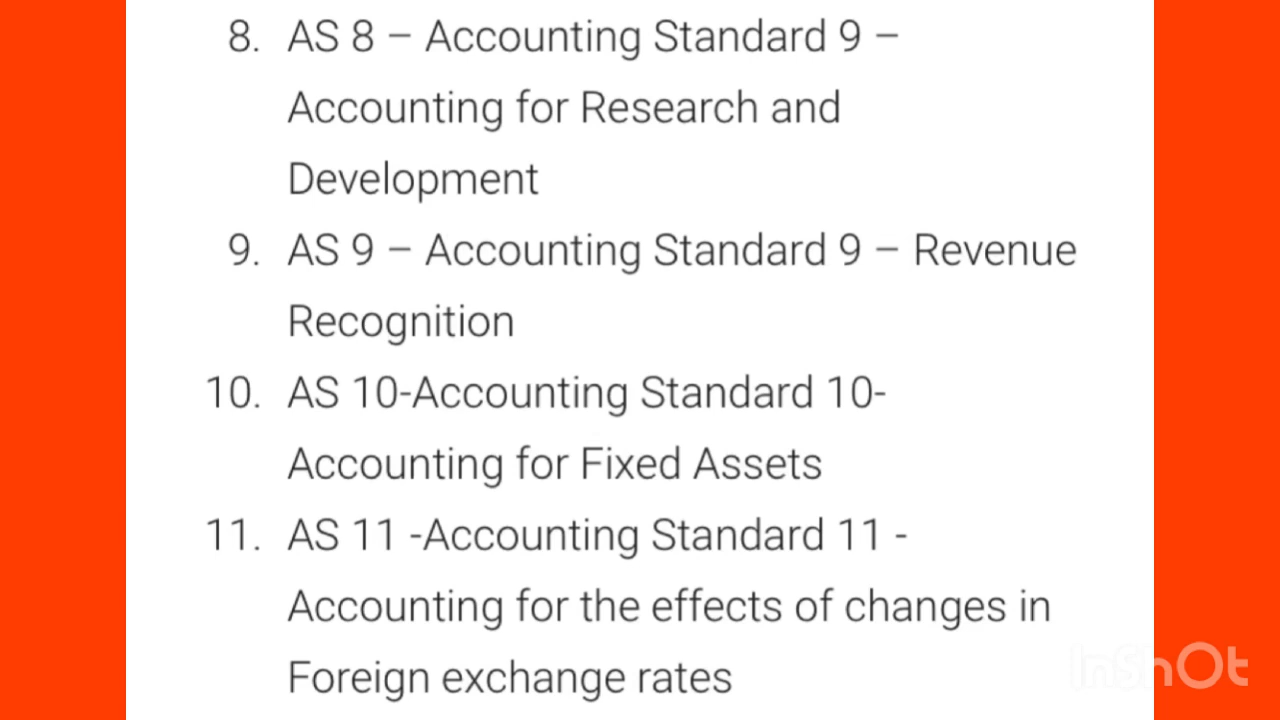 8. AS 8 – Accounting Standard 9 –
Accounting for Research and
Development
9. AS 9 – Accounting Standard 9 – Revenue
Recognition
10. AS 10-Accounting Standard 10-
Accounting for Fixed Assets
11. AS 11 -Accounting Standard 11 -
Accounting for the effects of changes in
Foreign exchange rates
InShOt